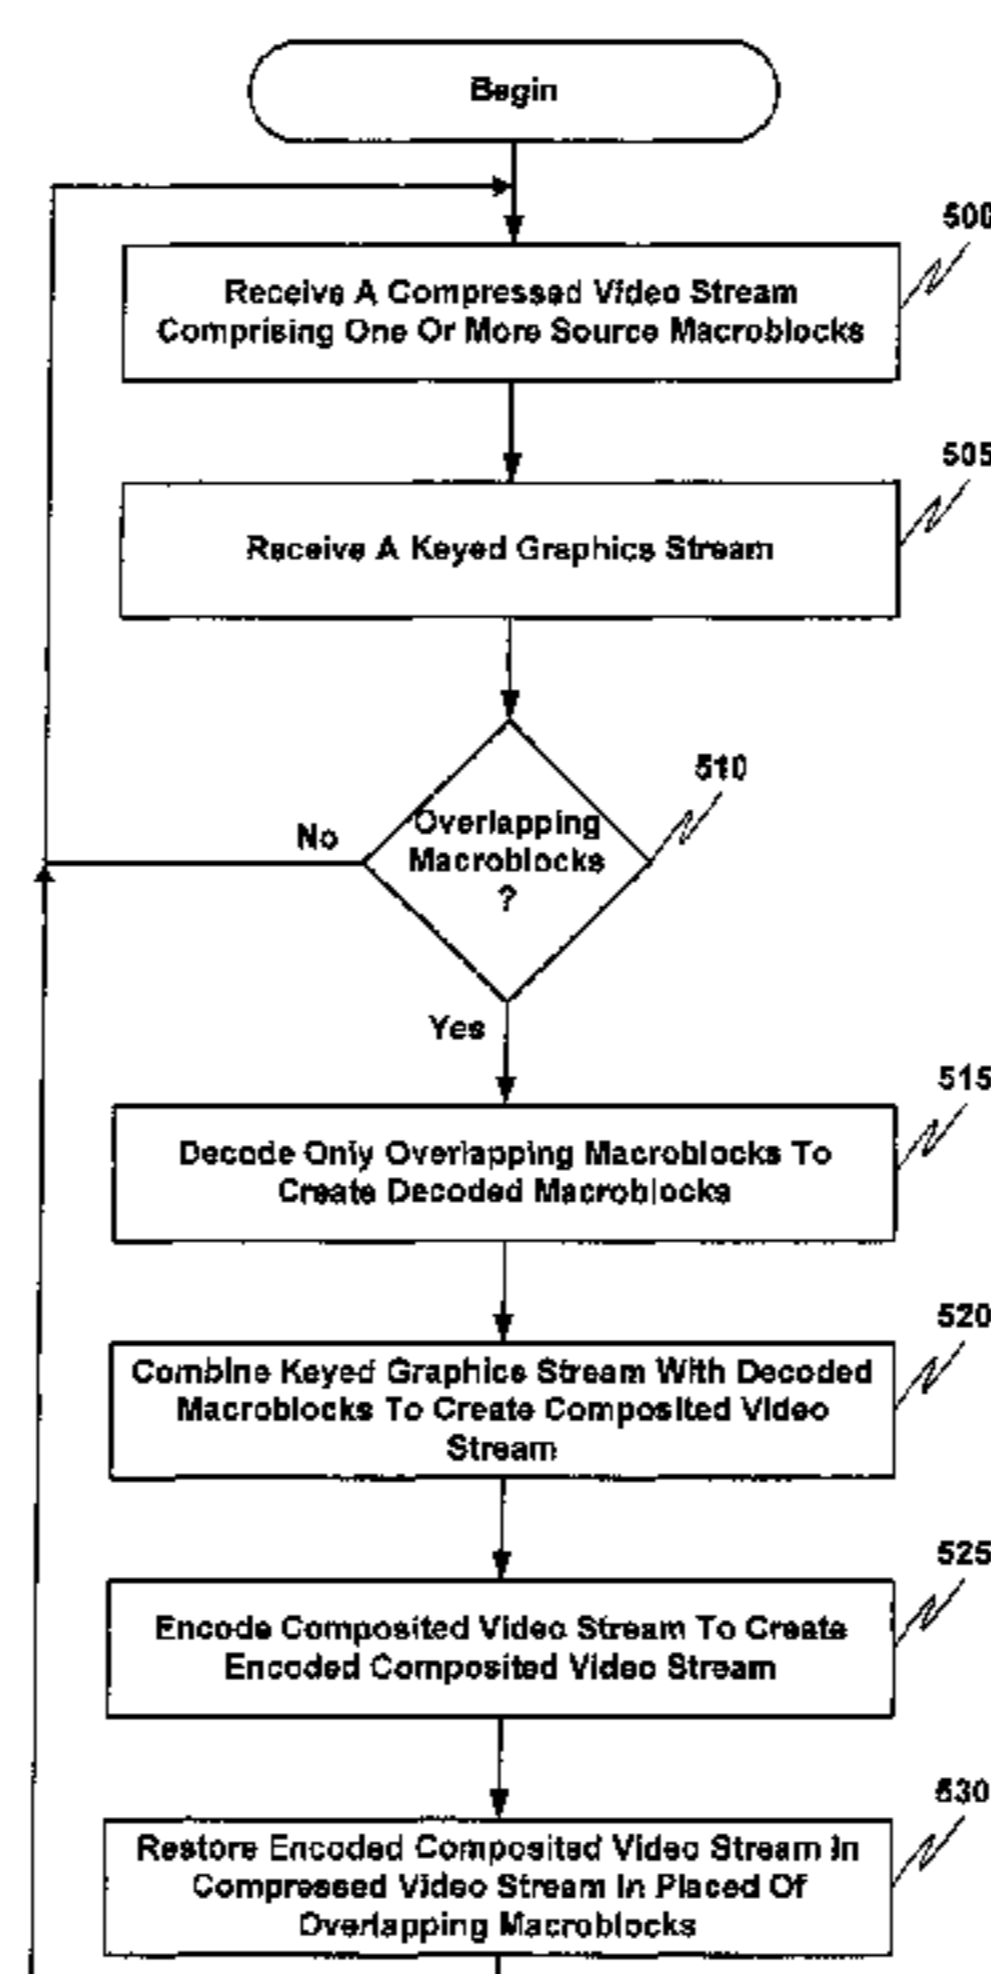 Begin
500
Receive A Compressed Video Stream
Comprising One Or More Source Macroblocks
505
Receive A Keyed Graphics Stream
510
Overlapping
Macroblocks
?
No
Yes
515
Decode Only Overlapping Macroblocks To
Create Decoded Macroblocks
520
Combine Keyed Graphics Stream With Decoded
Macroblocks To Create Composited Video
Stream
525
Encode Composited Video Stream To Create
Encoded Composited Video Stream
530
Restore Encoded Composited Video Stream In
Compressed Video Stream In Placed Of
Overlapping Macroblocks